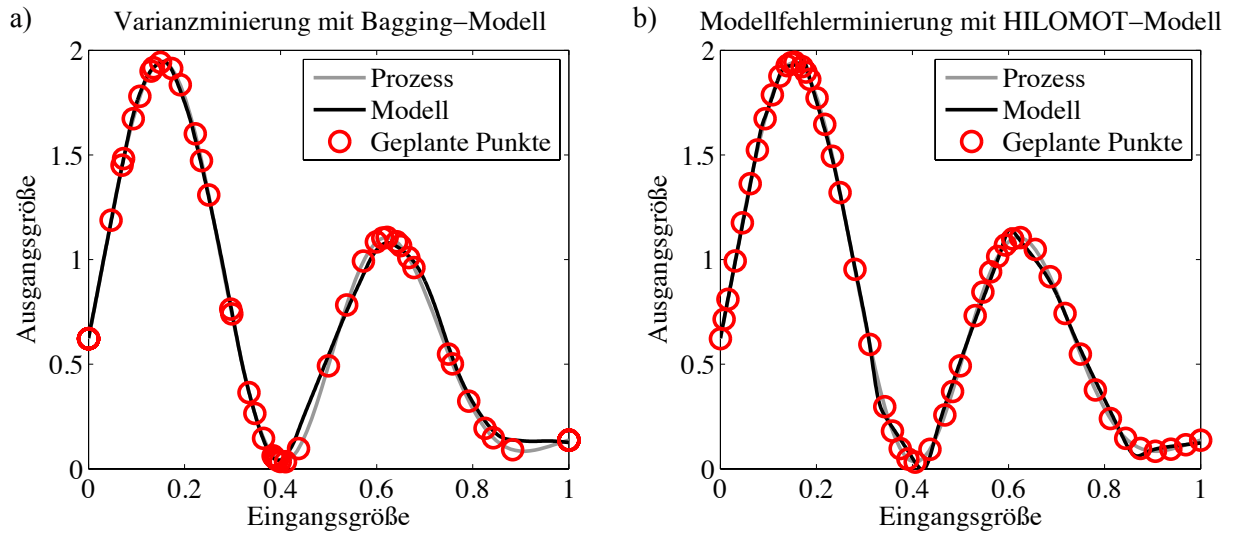 a) Varianzminierung mit Bagging−Modell
2
1.5
1
0.5
0
Ausgangsgröße
Prozess
Modell
Geplante Punkte
0 0.2 0.4 0.6 0.8 1
Eingangsgröße
b) Modellfehlerminierung mit HILOMOT−Modell
2
1.5
1
0.5
0
Ausgangsgröße
Prozess
Modell
Geplante Punkte
0 0.2 0.4 0.6 0.8 1
Eingangsgröße